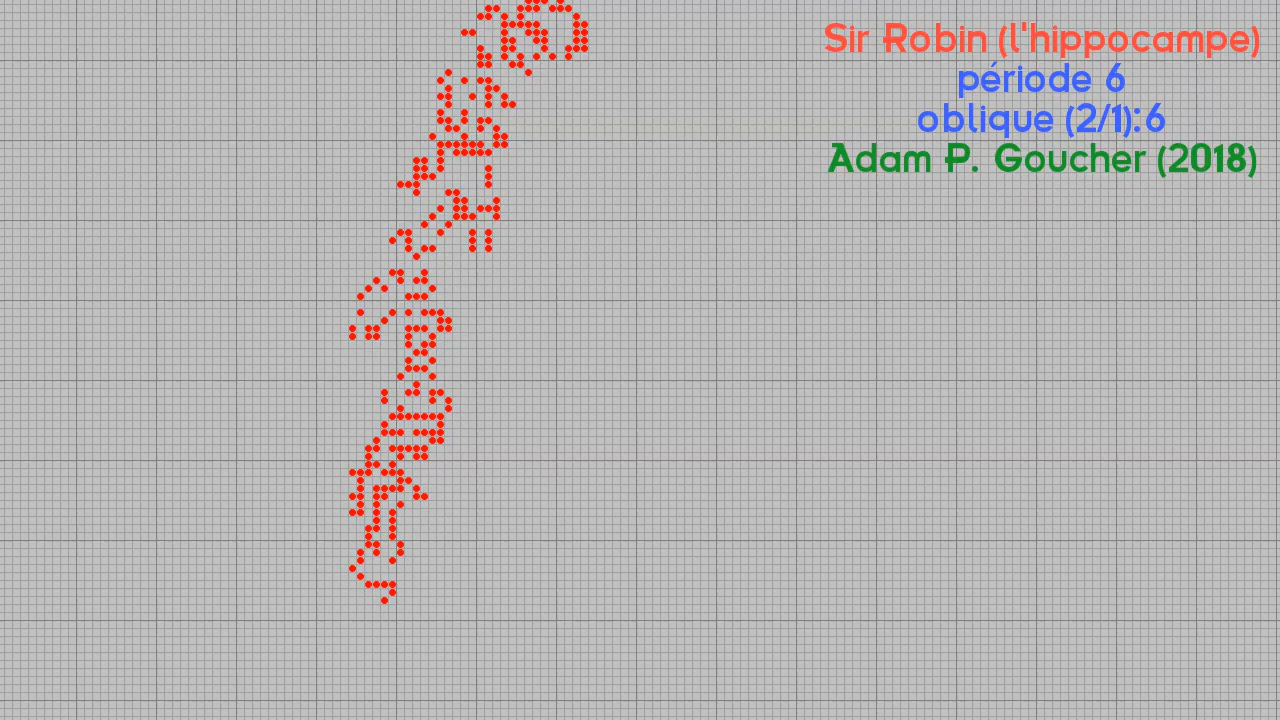 Sir Robin (l'hippocampe)
période 6
oblique (2/1):6
Adam P. Goucher (2018)